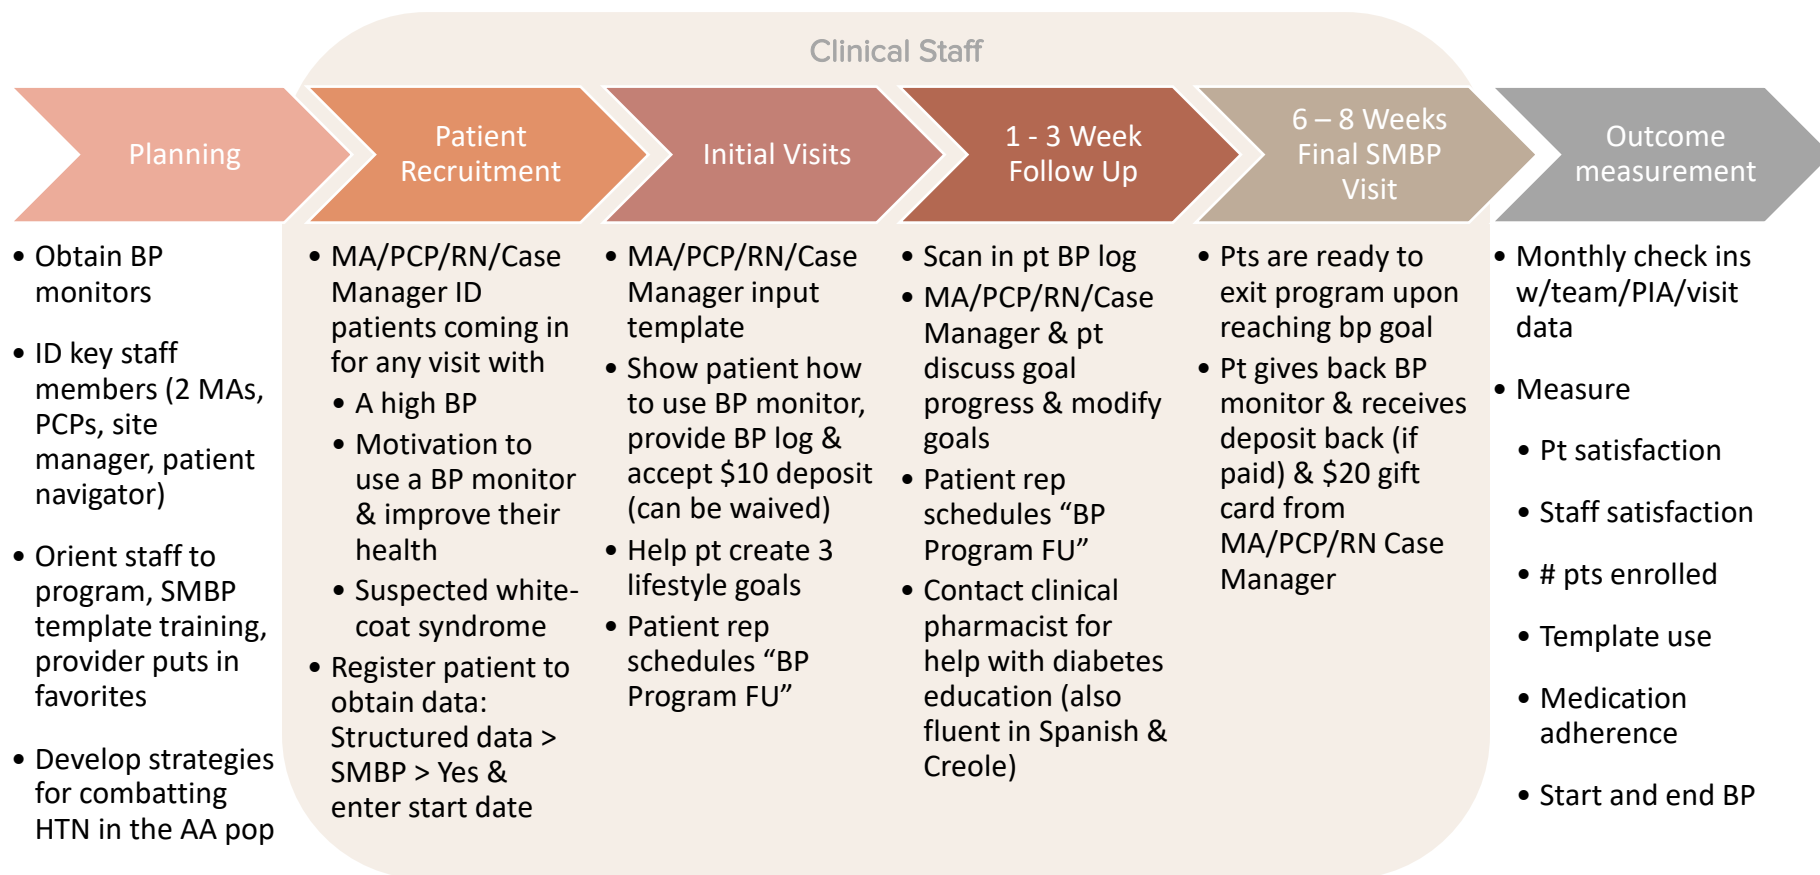 Clinical Staff
Planning
Patient
Recruitment
Initial Visits
1 - 3 Week
Follow Up
6 – 8 Weeks
Final SMBP
Visit
Outcome
measurement
• Obtain BP
monitors
• ID key staff
members (2 MAs,
PCPs, site
manager, patient
navigator)
• Orient staff to
program, SMBP
template training,
provider puts in
favorites
• Develop strategies
for combatting
HTN in the AA pop
• MA/PCP/RN/Case
Manager ID
patients coming in
for any visit with
• A high BP
• Motivation to
use a BP monitor
& improve their
health
• Suspected white-
coat syndrome
• Register patient to
obtain data:
Structured data >
SMBP > Yes &
enter start date
• MA/PCP/RN/Case
Manager input
template
• Show patient how
to use BP monitor,
provide BP log &
accept $10 deposit
(can be waived)
• Help pt create 3
lifestyle goals
• Patient rep
schedules “BP
Program FU”
• Scan in pt BP log
• MA/PCP/RN/Case
Manager & pt
discuss goal
progress & modify
goals
• Patient rep
schedules “BP
Program FU”
• Contact clinical
pharmacist for
help with diabetes
education (also
fluent in Spanish &
Creole)
• Pts are ready to
exit program upon
reaching bp goal
• Pt gives back BP
monitor & receives
deposit back (if
paid) & $20 gift
card from
MA/PCP/RN Case
Manager
• Monthly check ins
w/team/PIA/visit
data
• Measure
• Pt satisfaction
• Staff satisfaction
• # pts enrolled
• Template use
• Medication
adherence
• Start and end BP